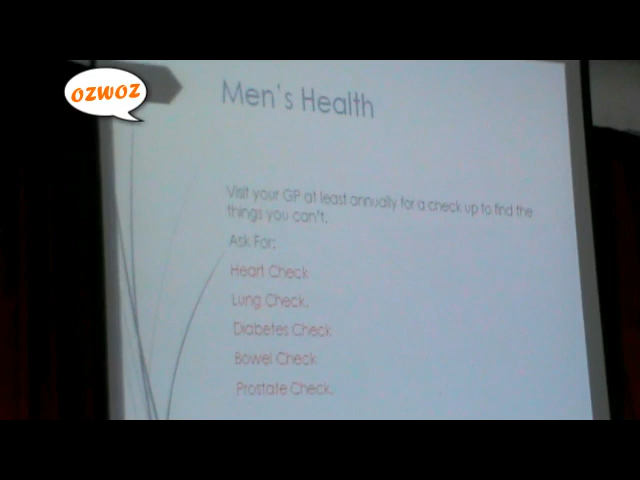 ozwoz
Men's Health
Visit your GP at least annually for a check up to find the
things you can't.
Ask For:
Heart Check
Lung Check.
Diabetes Check
Bowel Check
Prostate Check.